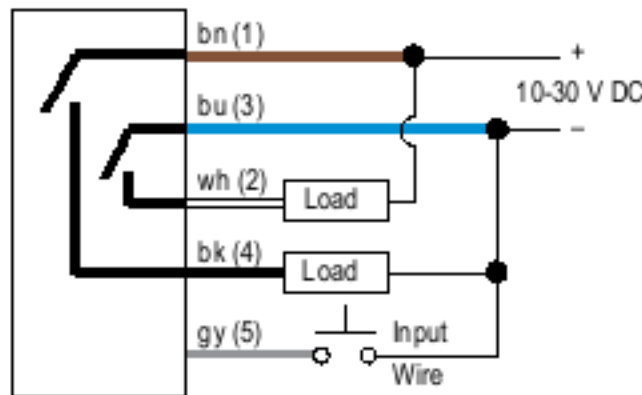 bn (1)
+
10-30 V DC
bu (3)
–
wh (2)
Load
bk (4)
Load
gy (5)
Input
Wire